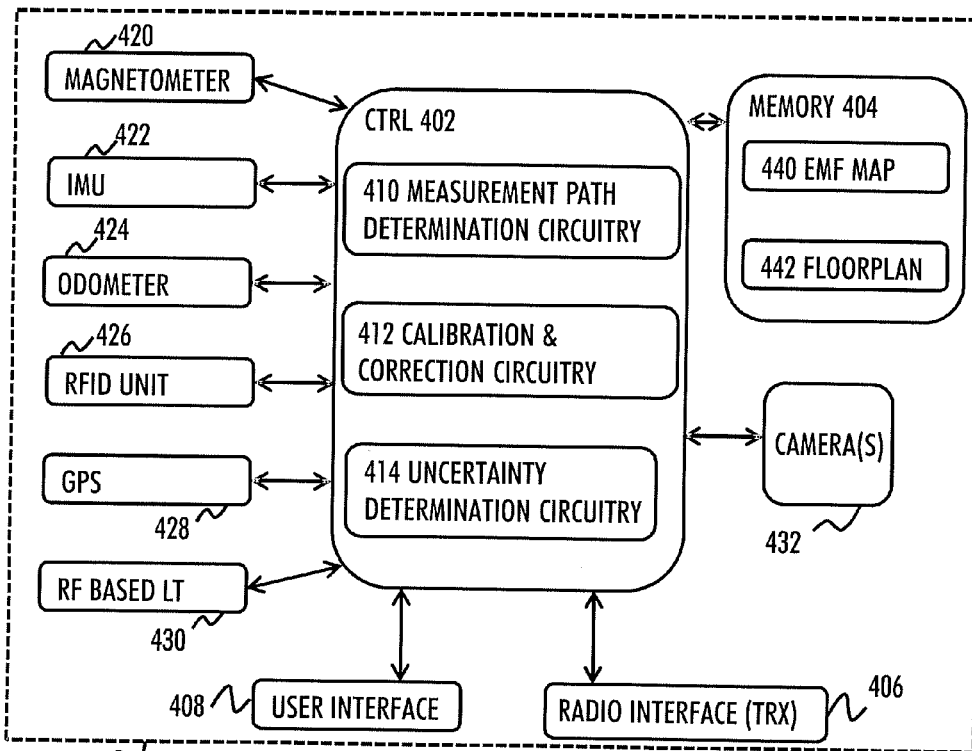 420
MAGNETOMETER
422
IMU
424
ODOMETER
426
RFID UNIT
GPS
428
RF BASED LT
430
CTRL 402
410 MEASUREMENT PATH
DETERMINATION CIRCUITRY
412 CALIBRATION &
CORRECTION CIRCUITRY
414 UNCERTAINTY
DETERMINATION CIRCUITRY
MEMORY 404
440 EMF MAP
442 FLOORPLAN
CAMERA(S)
432
408
USER INTERFACE
RADIO INTERFACE (TRX)
406